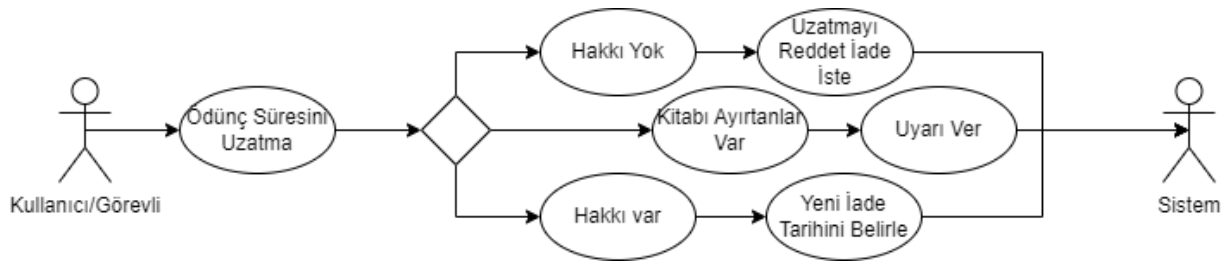 Kullanıcı/Görevli
Ödünç Süresini
Uzatma
Hakkı Yok
Uzatmayı
Reddet İade
İste
Kitabı Ayırtanlar
Var
Uyarı Ver
Hakkı var
Yeni İade
Tarihini Belirle
Sistem